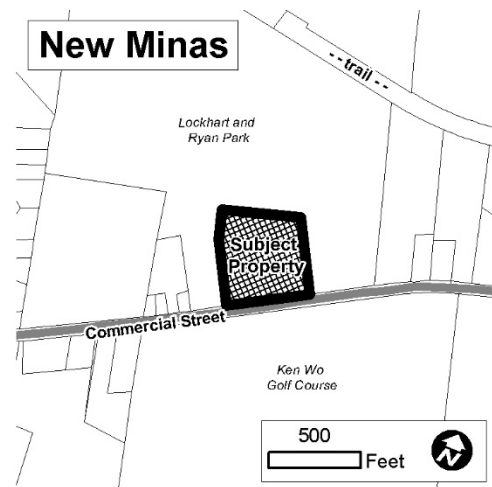 New Minas
--trail--
Lockhart and
Ryan Park
Subject
Property
Commercial Street
Ken Wo
Golf Course
500
Feet
N